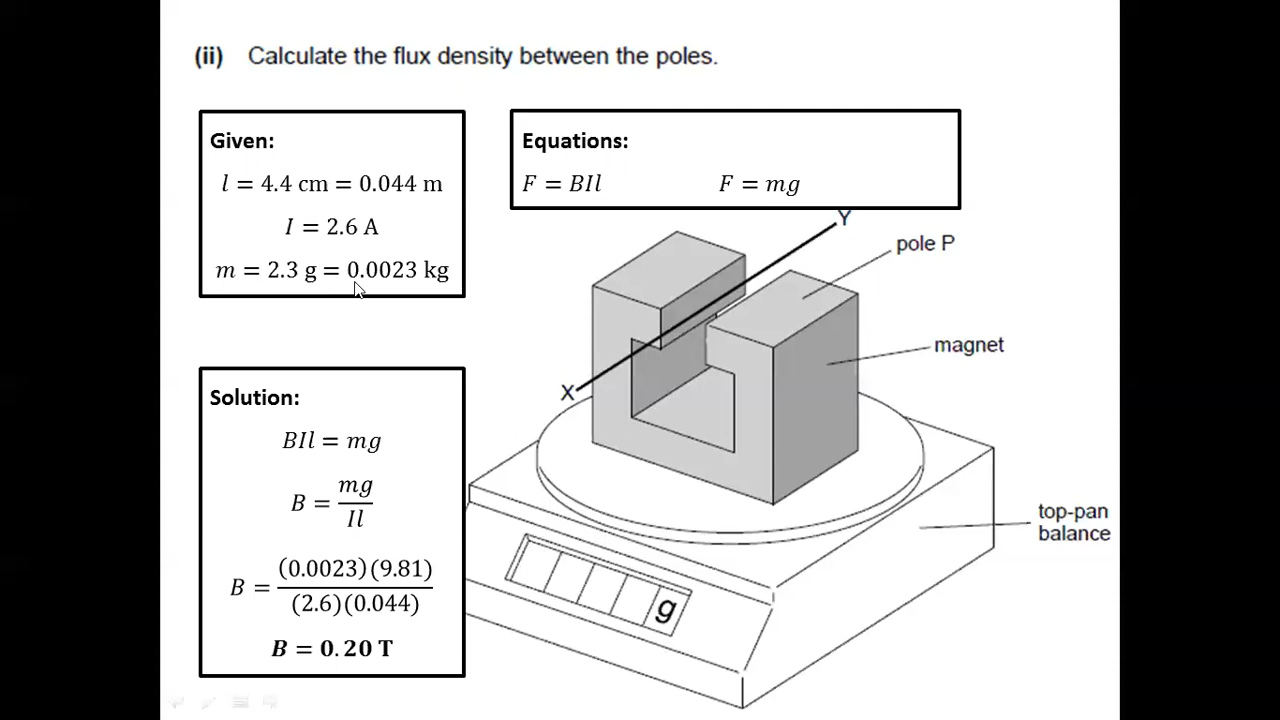 (ii) Calculate the flux density between the poles.
Given:
l = 4.4 cm = 0.044 m
I = 2.6 A
m = 2.3 g = 0.0023 kg
Equations:
F = BIl F = mg
Y
pole P
magnet
X
top-pan
balance
g
Solution:
BIl = mg
B = mg/Il
B = (0.0023)(9.81)/(2.6)(0.044)
B = 0.20 T